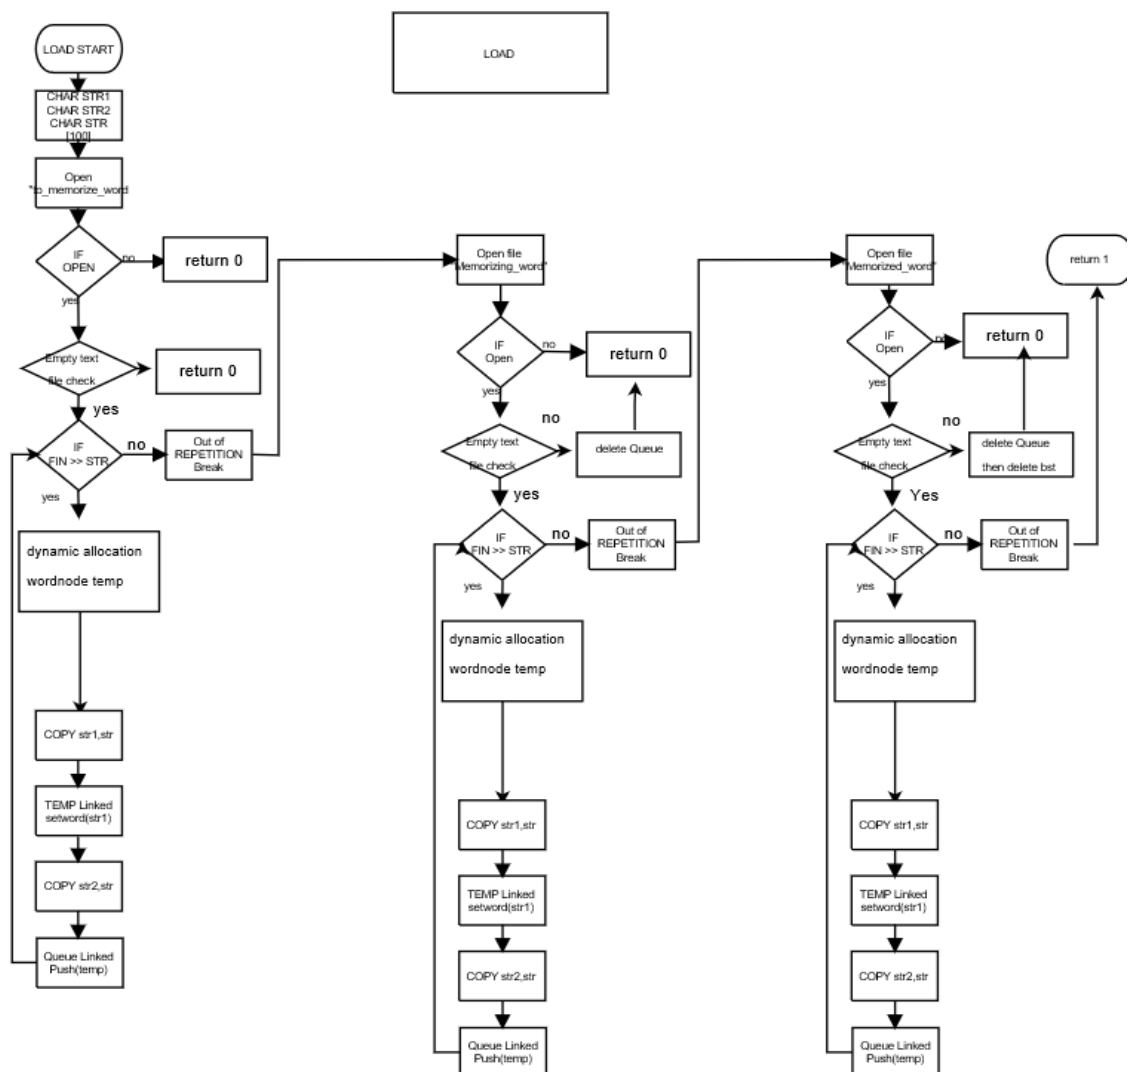 LOAD START
LOAD
CHAR STR1
CHAR STR2
CHAR STR
[100]
Open
"to_memorize_word
IF
OPEN
no
return 0
yes
Empty text
file check
return 0
yes
IF
FIN >> STR
no
Out of
REPETITION
Break
yes
dynamic allocation
wordnode temp
COPY str1,str
TEMP Linked
setword(str1)
COPY str2,str
Queue Linked
Push(temp)
Open file
Memorizing_word"
IF
Open
no
return 0
yes
Empty text
file check
no
delete Queue
yes
IF
FIN >> STR
no
Out of
REPETITION
Break
yes
dynamic allocation
wordnode temp
COPY str1,str
TEMP Linked
setword(str1)
COPY str2,str
Queue Linked
Push(temp)
Open file
"Memorized_word"
return 1
IF
Open
no
return 0
yes
Empty text
file check
no
delete Queue
then delete bst
Yes
IF
FIN >> STR
no
Out of
REPETITION
Break
yes
dynamic allocation
wordnode temp
COPY str1,str
TEMP Linked
setword(str1)
COPY str2,str
Queue Linked
Push(temp)